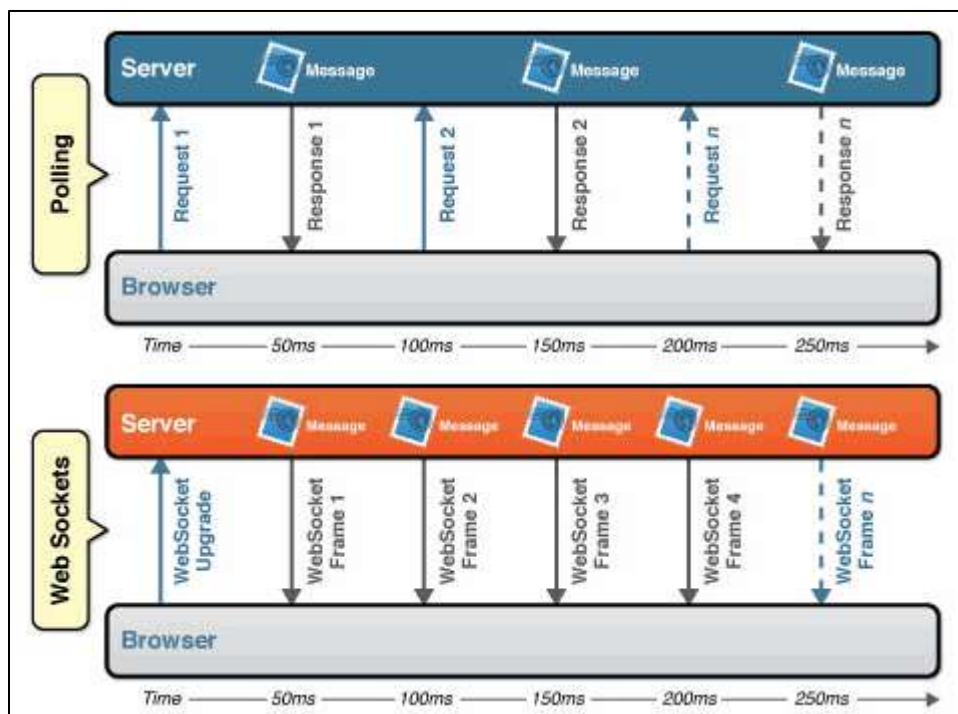 Polling
Server
Message
Message
Message
Request 1
Response 1
Request 2
Response 2
Request n
Response n
Browser
Time 50ms 100ms 150ms 200ms 250ms
Web Sockets
Server
Message
Message
Message
Message
Message
WebSocket
Upgrade
WebSocket
Frame 1
WebSocket
Frame 2
WebSocket
Frame 3
WebSocket
Frame 4
WebSocket
Frame n
Browser
Time 50ms 100ms 150ms 200ms 250ms